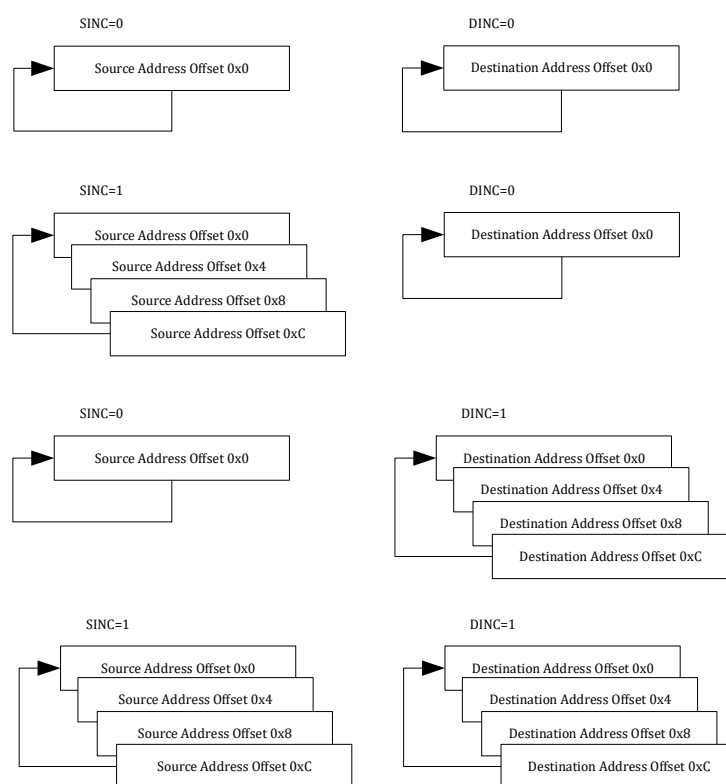 SINC=0
DINC=0
Source Address Offset 0x0
Destination Address Offset 0x0
SINC=1
DINC=0
Source Address Offset 0x0
Source Address Offset 0x4
Source Address Offset 0x8
Source Address Offset 0xC
Destination Address Offset 0x0
SINC=0
DINC=1
Source Address Offset 0x0
Destination Address Offset 0x0
Destination Address Offset 0x4
Destination Address Offset 0x8
Destination Address Offset 0xC
SINC=1
DINC=1
Source Address Offset 0x0
Source Address Offset 0x4
Source Address Offset 0x8
Source Address Offset 0xC
Destination Address Offset 0x0
Destination Address Offset 0x4
Destination Address Offset 0x8
Destination Address Offset 0xC